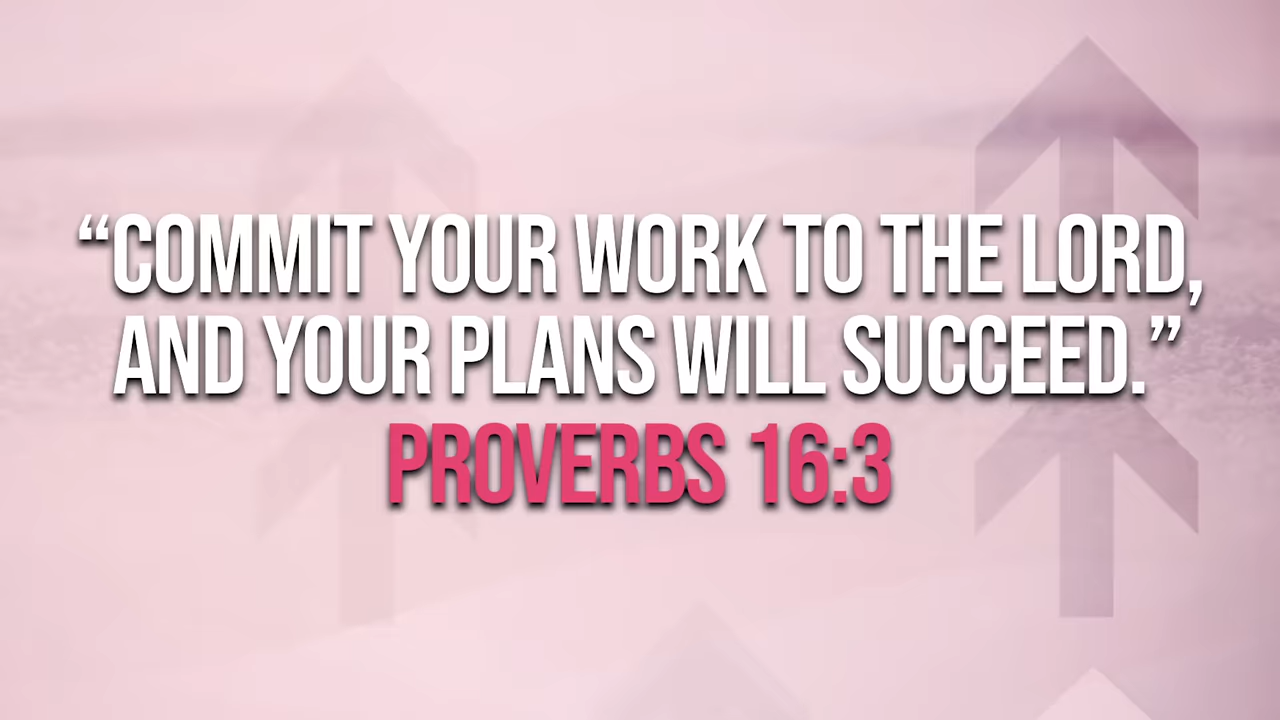 “COMMIT YOUR WORK TO THE LORD,
AND YOUR PLANS WILL SUCCEED.”
PROVERBS 16:3